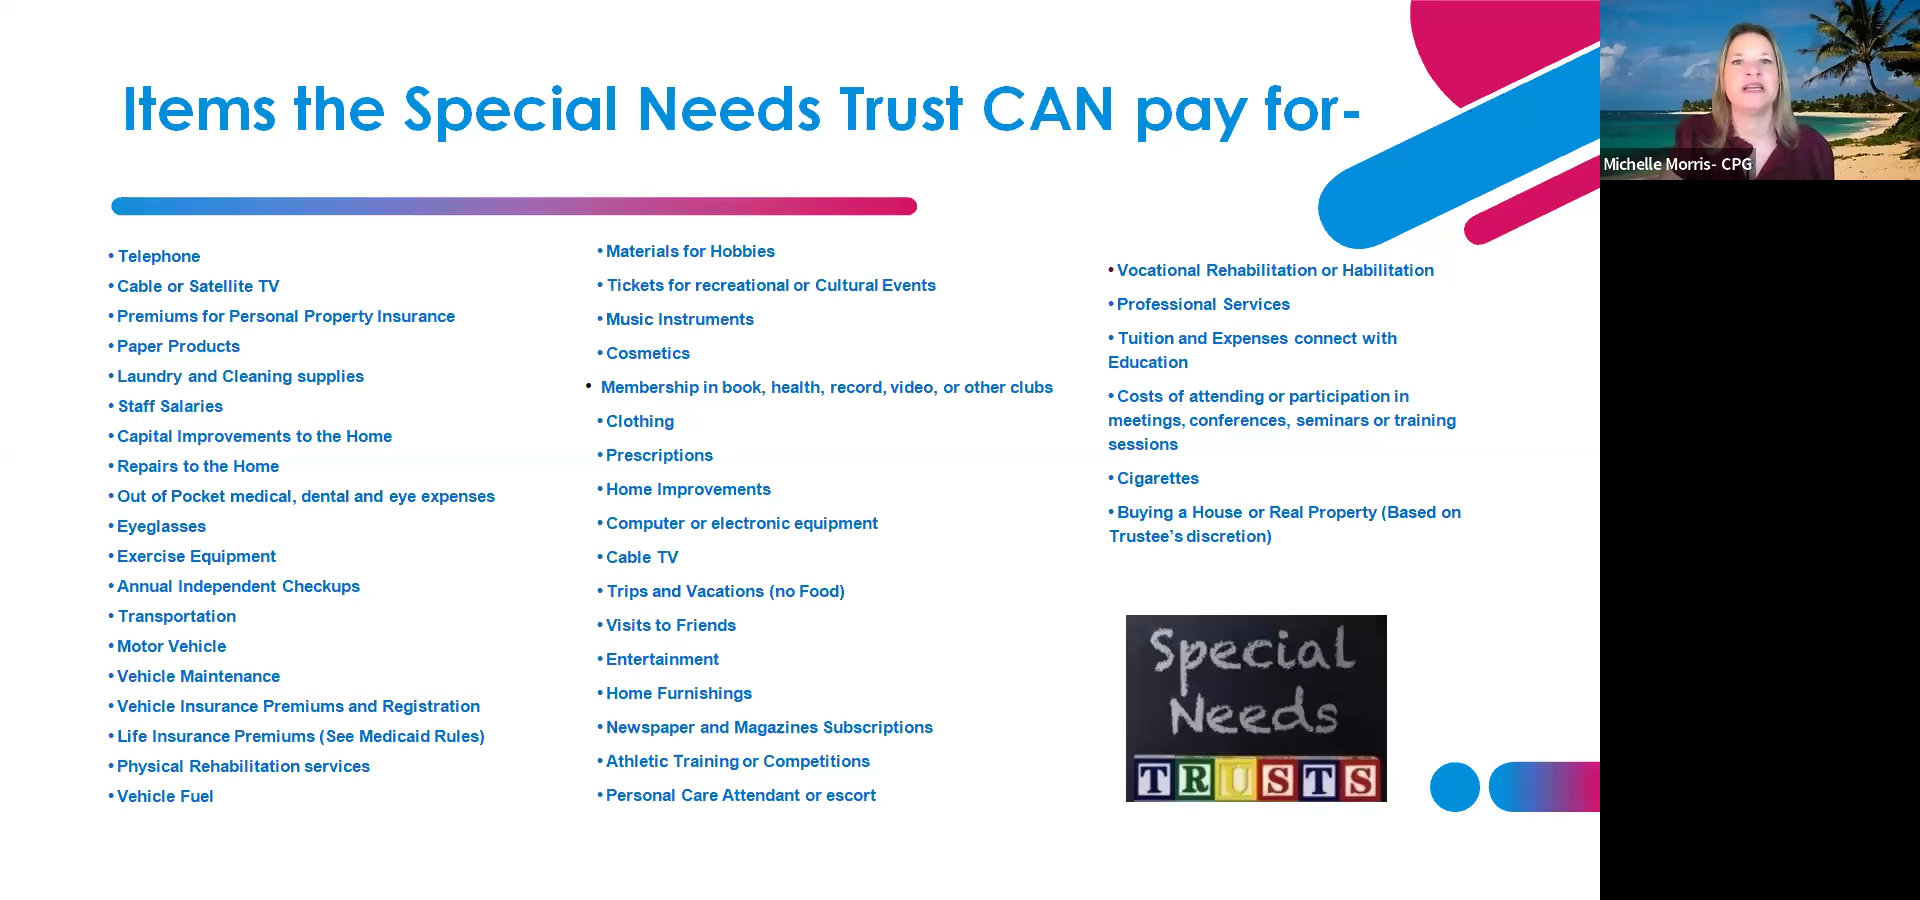 Items the Special Needs Trust CAN pay for-
• Telephone
• Cable or Satellite TV
• Premiums for Personal Property Insurance
• Paper Products
• Laundry and Cleaning supplies
• Staff Salaries
• Capital Improvements to the Home
• Repairs to the Home
• Out of Pocket medical, dental and eye expenses
• Eyeglasses
• Exercise Equipment
• Annual Independent Checkups
• Transportation
• Motor Vehicle
• Vehicle Maintenance
• Vehicle Insurance Premiums and Registration
• Life Insurance Premiums (See Medicaid Rules)
• Physical Rehabilitation services
• Vehicle Fuel
• Materials for Hobbies
• Tickets for recreational or Cultural Events
• Music Instruments
• Cosmetics
• Membership in book, health, record, video, or other clubs
• Clothing
• Prescriptions
• Home Improvements
• Computer or electronic equipment
• Cable TV
• Trips and Vacations (no Food)
• Visits to Friends
• Entertainment
• Home Furnishings
• Newspaper and Magazines Subscriptions
• Athletic Training or Competitions
• Personal Care Attendant or escort
• Vocational Rehabilitation or Habilitation
• Professional Services
• Tuition and Expenses connect with
Education
• Costs of attending or participation in
meetings, conferences, seminars or training
sessions
• Cigarettes
• Buying a House or Real Property (Based on
Trustee’s discretion)
Special
Needs
TRUSTS
Michelle Morris- CPG